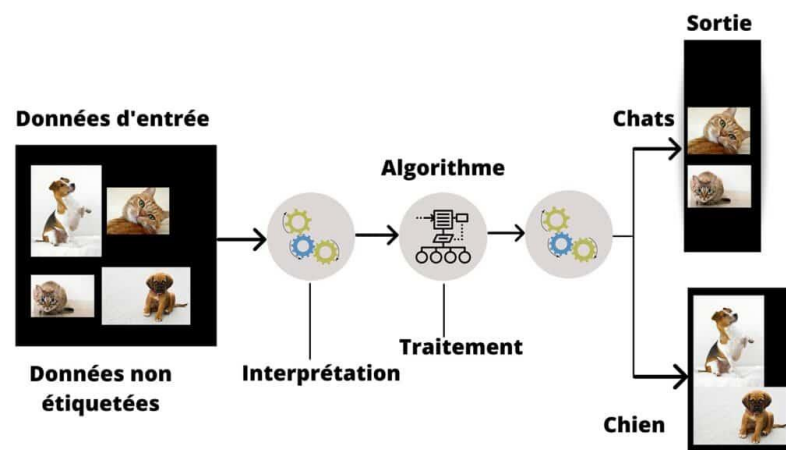 Sortie
Données d'entrée
Chats
Algorithme
Traitement
Interprétation
Données non
étiquetées
Chien